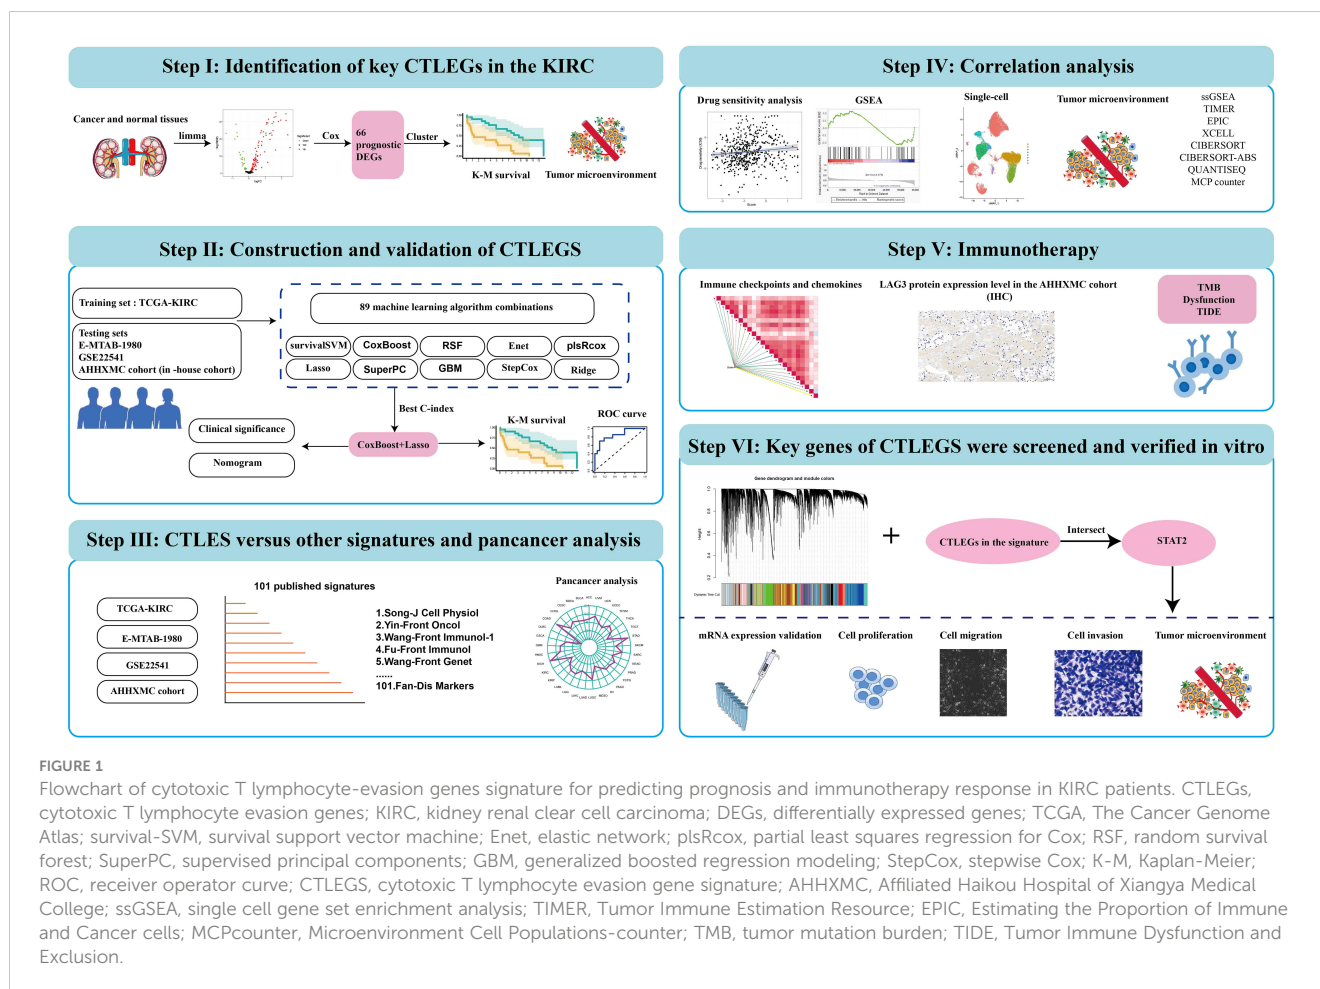 Step I: Identification of key CTLEGs in the KIRC
Cancer and normal tissues
limma
Cox
66
prognostic
DEGs
Cluster
K-M survival
Tumor microenvironment
Step II: Construction and validation of CTLEGS
Training set : TCGA-KIRC
Testing sets
E-MTAB-1980
GSE22541
AHHXMC cohort (in -house cohort)
89 machine learning algorithm combinations
survivalSVM
CoxBoost
RSF
Enet
plsRcox
Lasso
SuperPC
GBM
StepCox
Ridge
Best C-index
Clinical significance
Nomogram
CoxBoost+Lasso
K-M survival
ROC curve
Step III: CTLES versus other signatures and pancancer analysis
TCGA-KIRC
E-MTAB-1980
GSE22541
AHHXMC cohort
101 published signatures
1.Song-J Cell Physiol
2.Yin-Front Oncol
3.Wang-Front Immunol-1
4.Fu-Front Immunol
5.Wang-Front Genet
......
101.Fan-Dis Markers
Pancancer analysis
Step IV: Correlation analysis
Drug sensitivity analysis
GSEA
Single-cell
Tumor microenvironment
ssGSEA
TIMER
EPIC
XCELL
CIBERSORT
CIBERSORT-ABS
QUANTISEQ
MCP counter
Step V: Immunotherapy
Immune checkpoints and chemokines
LAG3 protein expression level in the AHHXMC cohort
(IHC)
TMB
Dysfunction
TIDE
Step VI: Key genes of CTLEGS were screened and verified in vitro
Gene dendrogram and module colors
Height
1.0
0.8
0.6
0.4
0.2
Dynamic Tree Cut
+
CTLEGs in the signature
Intersect
STAT2
mRNA expression validation
Cell proliferation
Cell migration
Cell invasion
Tumor microenvironment
FIGURE 1
Flowchart of cytotoxic T lymphocyte-evasion genes signature for predicting prognosis and immunotherapy response in KIRC patients. CTLEGs,
cytotoxic T lymphocyte evasion genes; KIRC, kidney renal clear cell carcinoma; DEGs, differentially expressed genes; TCGA, The Cancer Genome
Atlas; survival-SVM, survival support vector machine; Enet, elastic network; plsRcox, partial least squares regression for Cox; RSF, random survival
forest; SuperPC, supervised principal components; GBM, generalized boosted regression modeling; StepCox, stepwise Cox; K-M, Kaplan-Meier;
ROC, receiver operator curve; CTLEGS, cytotoxic T lymphocyte evasion gene signature; AHHXMC, Affiliated Haikou Hospital of Xiangya Medical
College; ssGSEA, single cell gene set enrichment analysis; TIMER, Tumor Immune Estimation Resource; EPIC, Estimating the Proportion of Immune
and Cancer cells; MCPcounter, Microenvironment Cell Populations-counter; TMB, tumor mutation burden; TIDE, Tumor Immune Dysfunction and
Exclusion.